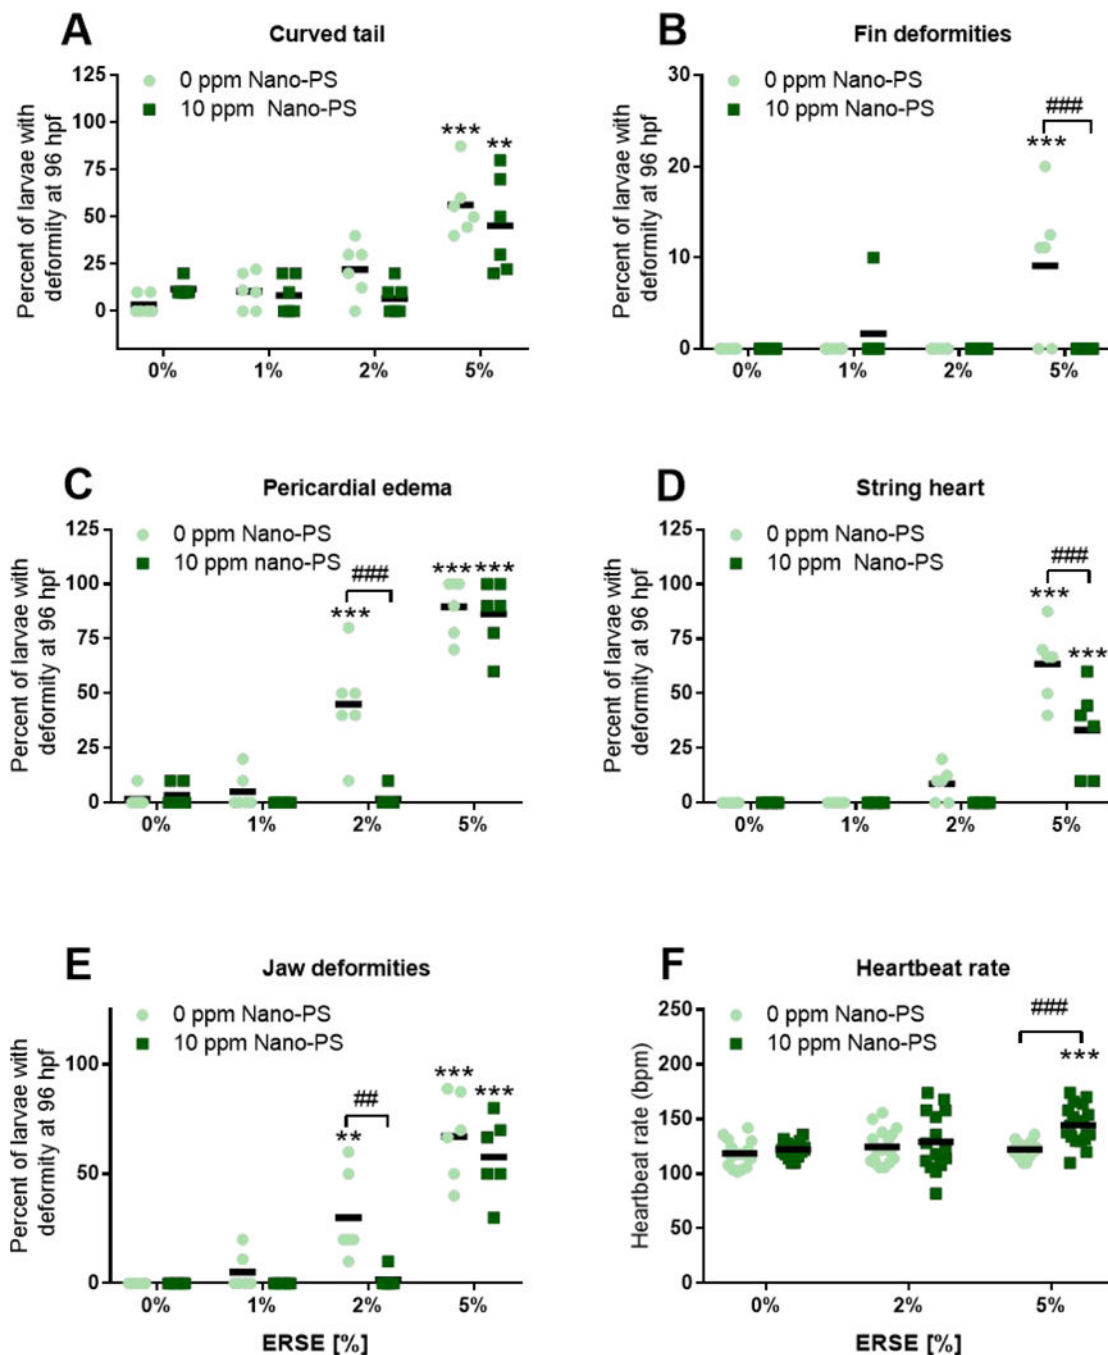 A
Curved tail
0 ppm Nano-PS
10 ppm Nano-PS
Percent of larvae with
deformity at 96 hpf
125
100
75
50
25
0
***
**
0%
1%
2%
5%
B
Fin deformities
0 ppm Nano-PS
10 ppm Nano-PS
Percent of larvae with
deformity at 96 hpf
30
20
10
0
###
***
0%
1%
2%
5%
C
Pericardial edema
0 ppm Nano-PS
10 ppm nano-PS
Percent of larvae with
deformity at 96 hpf
125
100
75
50
25
0
###
***
***
***
0%
1%
2%
5%
D
String heart
0 ppm Nano-PS
10 ppm Nano-PS
Percent of larvae with
deformity at 96 hpf
125
100
75
50
25
0
###
***
***
0%
1%
2%
5%
E
Jaw deformities
0 ppm Nano-PS
10 ppm Nano-PS
Percent of larvae with
deformity at 96 hpf
100
50
0
##
**
***
***
0%
1%
2%
5%
ERSE [%]
F
Heartbeat rate
0 ppm Nano-PS
10 ppm Nano-PS
Heartbeat rate (bpm)
250
200
150
100
50
0
###
***
0%
2%
5%
ERSE [%]